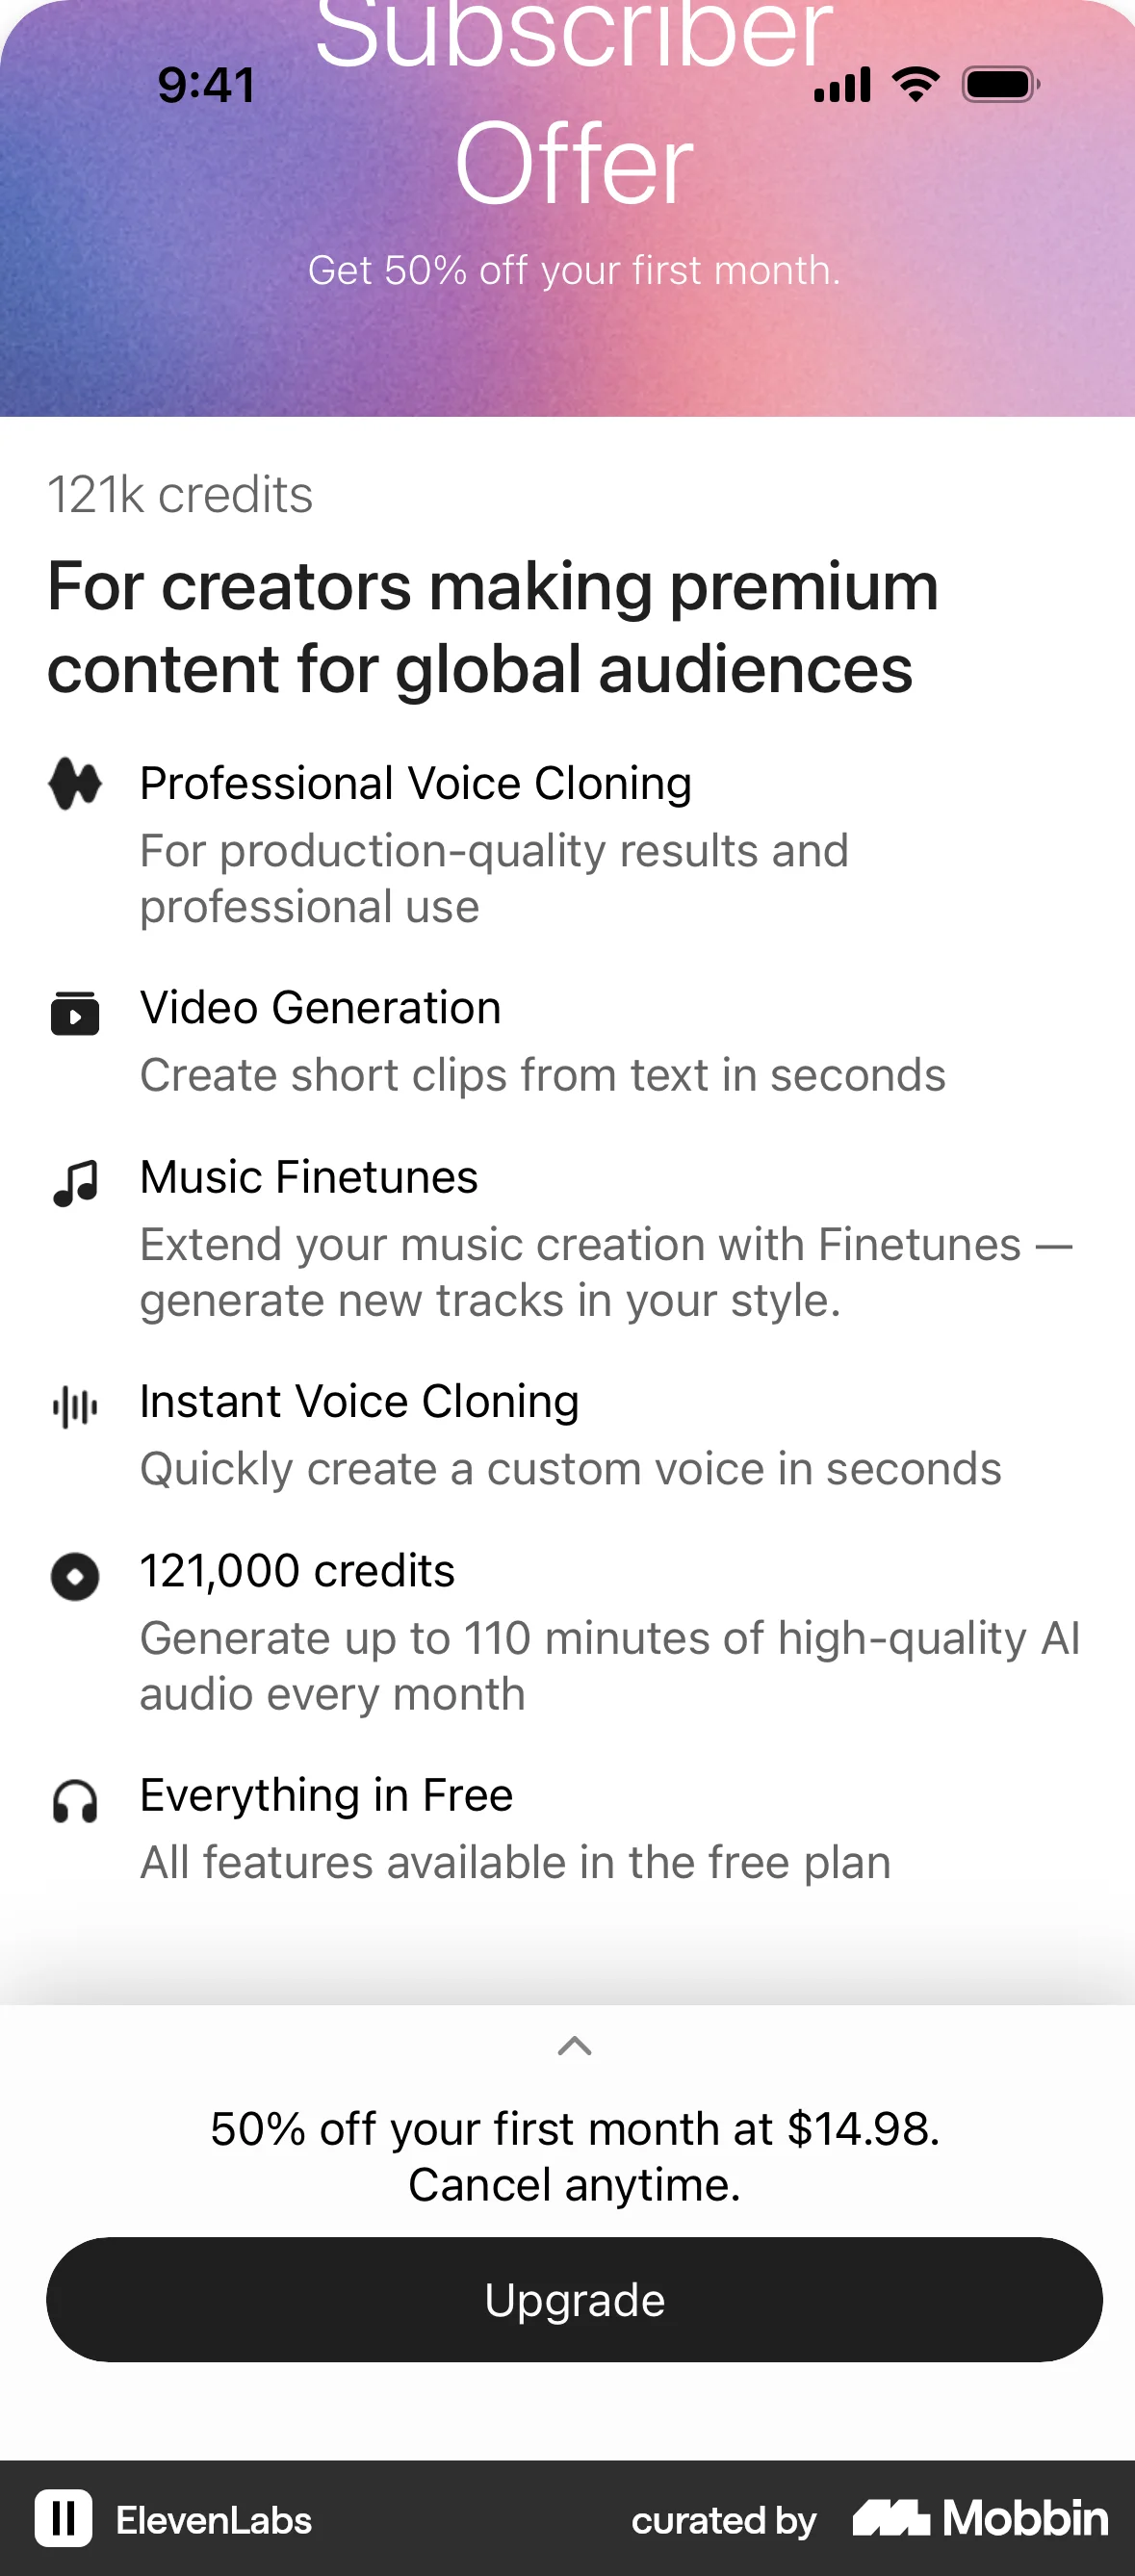 Subscriber
9:41
Offer
Get 50% off your first month.
121k credits
For creators making premium
content for global audiences
Professional Voice Cloning
For production-quality results and
professional use
Video Generation
Create short clips from text in seconds
Music Finetunes
Extend your music creation with Finetunes —
generate new tracks in your style.
Instant Voice Cloning
Quickly create a custom voice in seconds
121,000 credits
Generate up to 110 minutes of high-quality AI
audio every month
Everything in Free
All features available in the free plan
50% off your first month at $14.98.
Cancel anytime.
Upgrade
ElevenLabs
curated by Mobbin